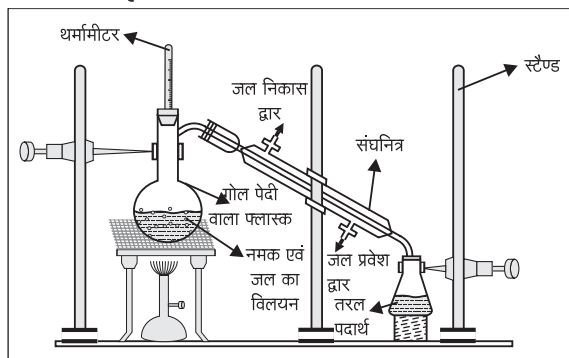 थर्मामीटर
स्टैण्ड
जल निकास
द्वार
संघनित्र
गोल पेदी
वाला फ्लास्क
नमक एवं
जल का
विलयन
जल प्रवेश
द्वार
तरल
पदार्थ